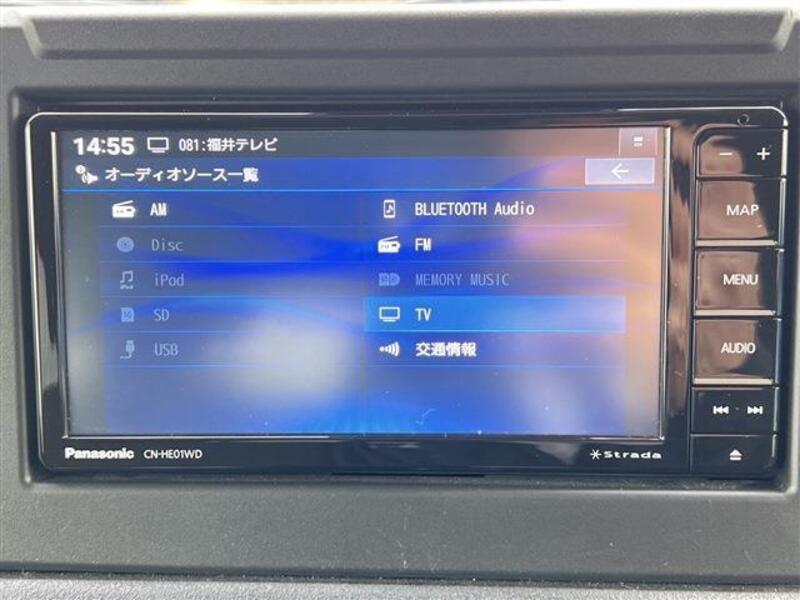 14:55 081:福井テレビ
オーディオソース一覧
AM
Disc
iPod
SD
USB
BLUETOOTH Audio
FM
MEMORY MUSIC
TV
交通情報
− +
MAP
MENU
AUDIO
Panasonic CN-HE01WD
Strada